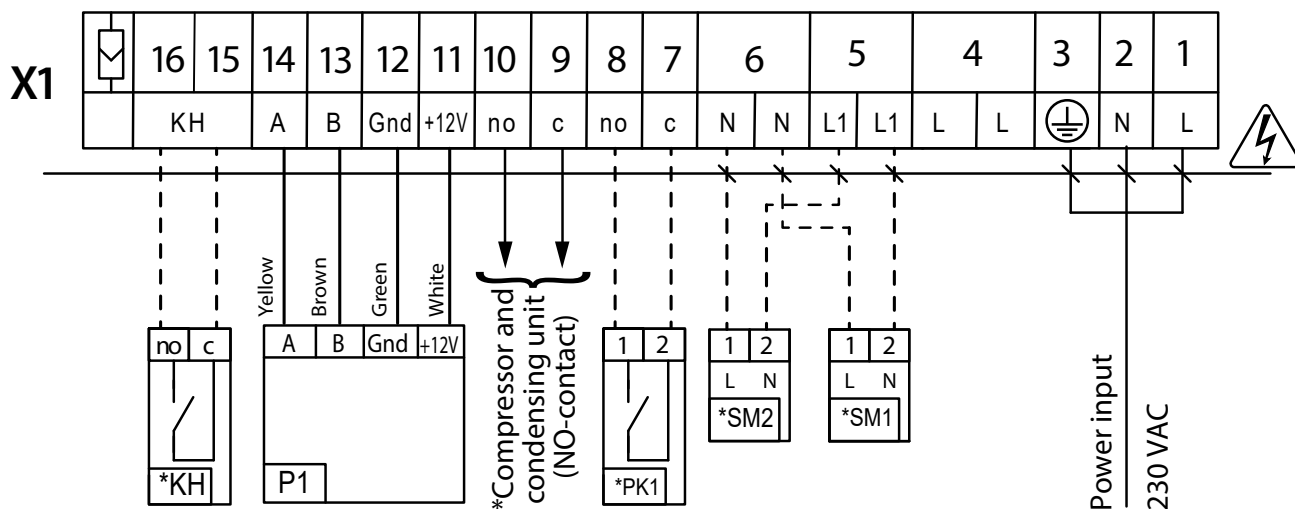 X1
16 15 14 13 12 11 10 9 8 7 6 5 4 3 2 1
KH A B Gnd +12V no c no c N N L1 L1 L L N L
Yellow
Brown
Green
White
*Compressor and
condensing unit
(NO-contact)
Power input
230 VAC
no c
*KH
A B Gnd +12V
P1
1 2
*PK1
1 2
L N
*SM2
1 2
L N
*SM1